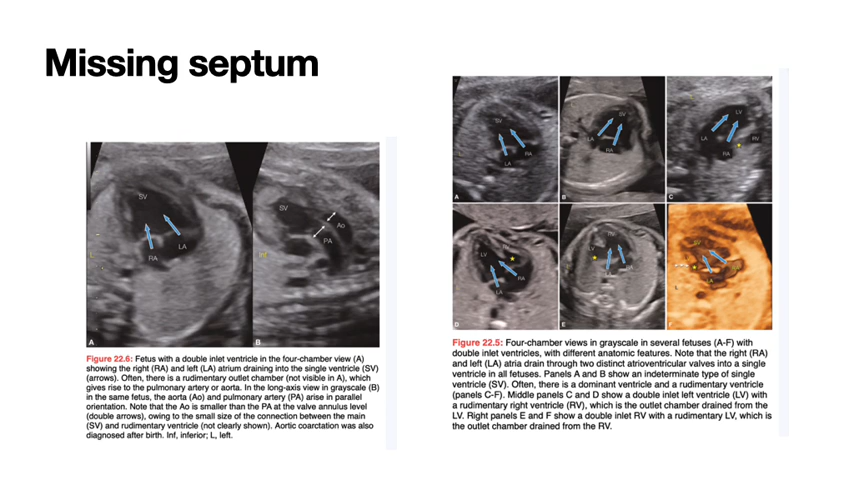 Missing septum
SV
LA
RA
L
A
SV
Ao
PA
Inf
B
Figure 22.6: Fetus with a double inlet ventricle in the four-chamber view (A)
showing the right (RA) and left (LA) atrium draining into the single ventricle (SV)
(arrows). Often, there is a rudimentary outlet chamber (not visible in A), which
gives rise to the pulmonary artery or aorta. In the long-axis view in grayscale (B)
in the same fetus, the aorta (Ao) and pulmonary artery (PA) arise in parallel
orientation. Note that the Ao is smaller than the PA at the valve annulus level
(double arrows), owing to the small size of the connection between the main
(SV) and rudimentary ventricle (not clearly shown). Aortic coarctation was also
diagnosed after birth. Inf, inferior; L, left.
SV
RA
LA
A
SV
LA
RA
B
LV
LA
RV
RA
C
LV
RV
RA
LA
D
RV
LV
E
SV
L
Figure 22.5: Four-chamber views in grayscale in several fetuses (A-F) with
double inlet ventricles, with different anatomic features. Note that the right (RA)
and left (LA) atria drain through two distinct atrioventricular valves into a single
ventricle in all fetuses. Panels A and B show an indeterminate type of single
ventricle (SV). Often, there is a dominant ventricle and a rudimentary ventricle
(panels C-F). Middle panels C and D show a double inlet left ventricle (LV) with
a rudimentary right ventricle (RV), which is the outlet chamber drained from the
LV. Right panels E and F show a double inlet RV with a rudimentary LV, which is
the outlet chamber drained from the RV.